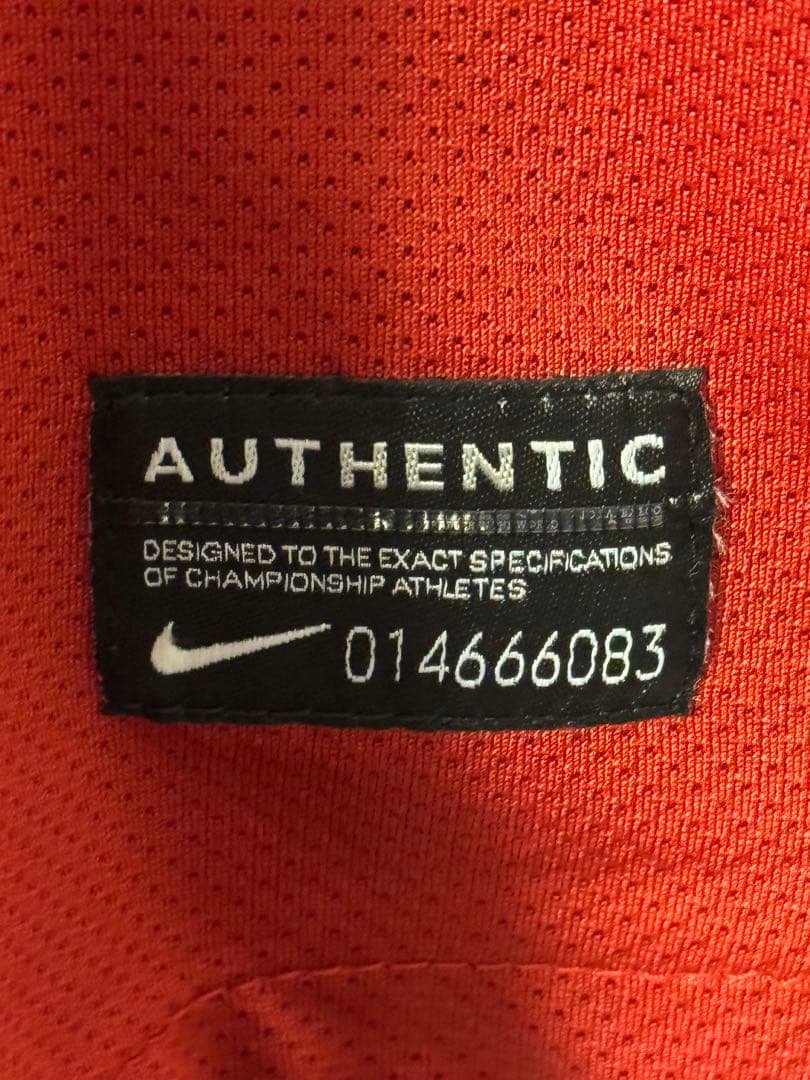 AUTHENTIC
DESIGNED TO THE EXACT SPECIFICATIONS
OF CHAMPIONSHIP ATHLETES
014666083